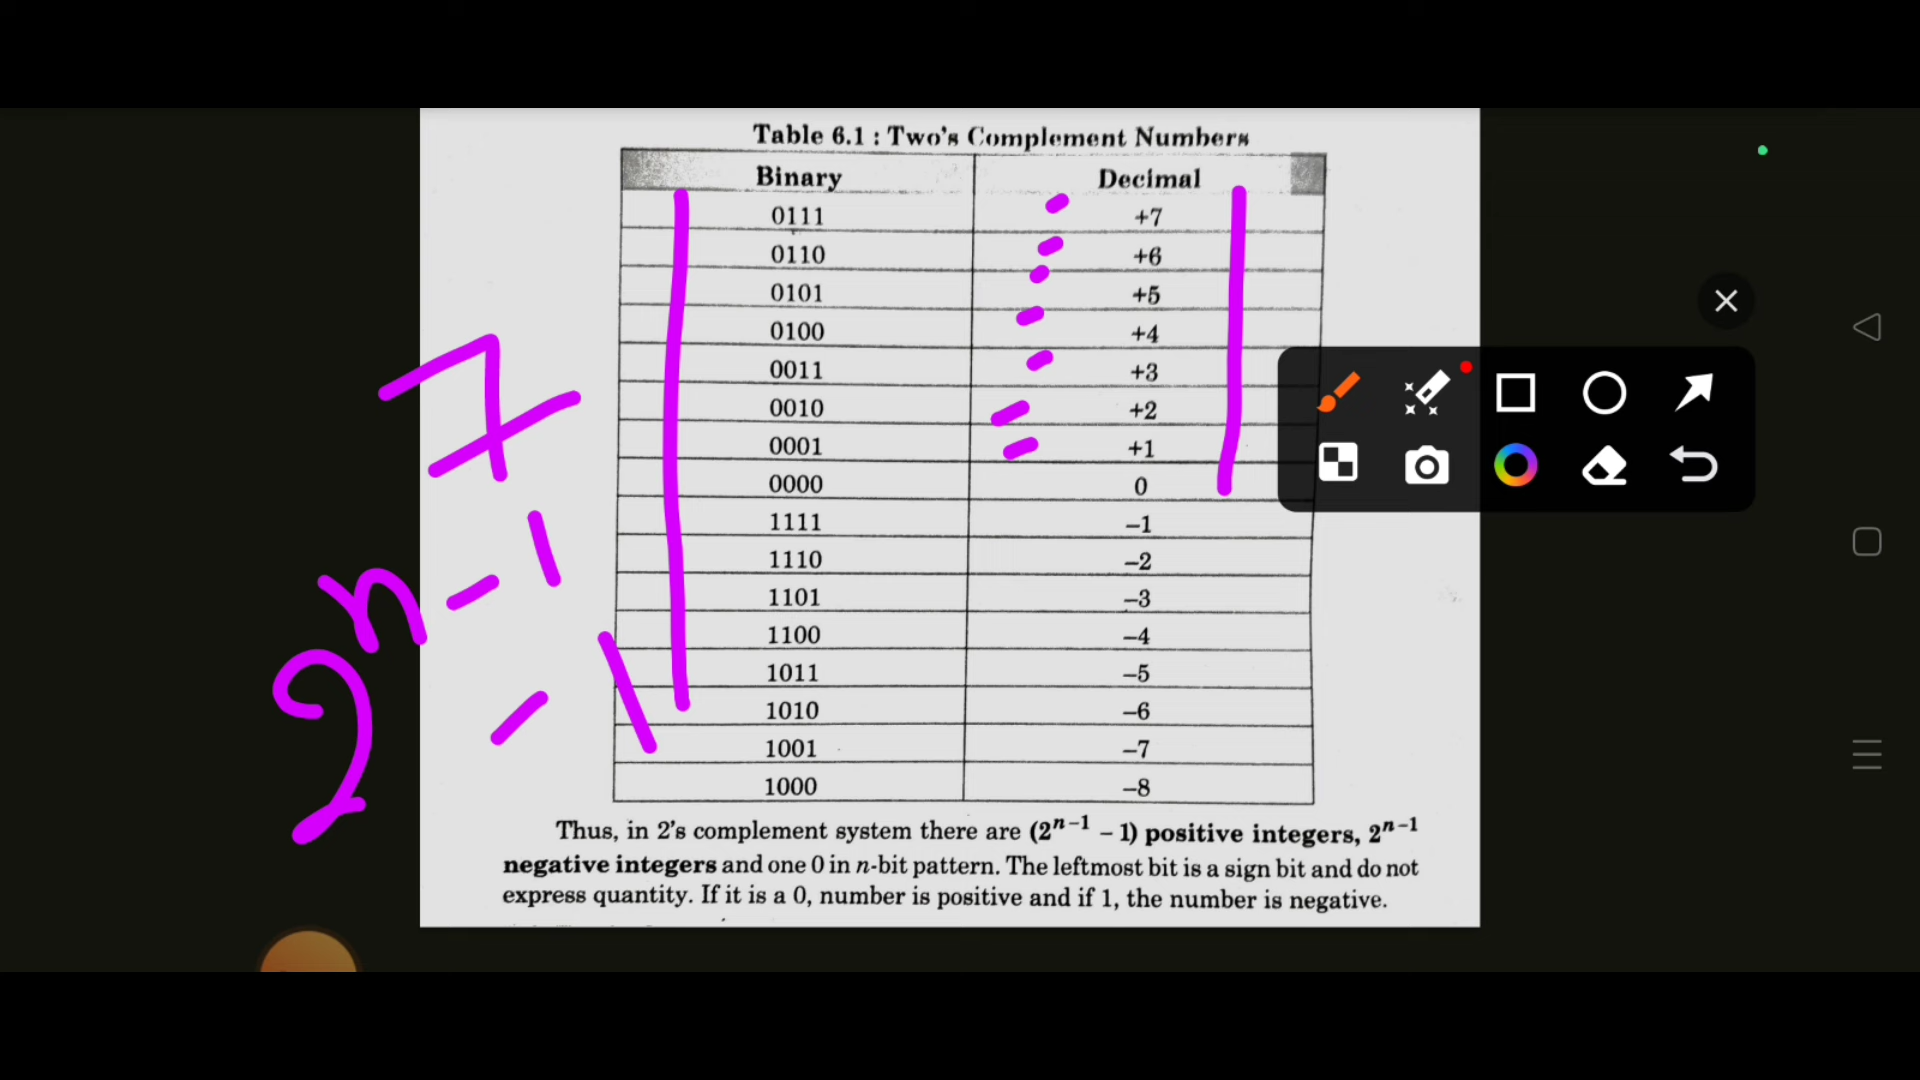 Table 6.1 : Two's Complement Numbers
Binary Decimal
0111 +7
0110 +6
0101 +5
0100 +4
0011 +3
0010 +2
0001 +1
0000 0
1111 –1
1110 –2
1101 –3
1100 –4
1011 –5
1010 –6
1001 –7
1000 –8
7
2ⁿ⁻¹ - 1
Thus, in 2's complement system there are (2ⁿ⁻¹ – 1) positive integers, 2ⁿ⁻¹
negative integers and one 0 in n-bit pattern. The leftmost bit is a sign bit and do not
express quantity. If it is a 0, number is positive and if 1, the number is negative.